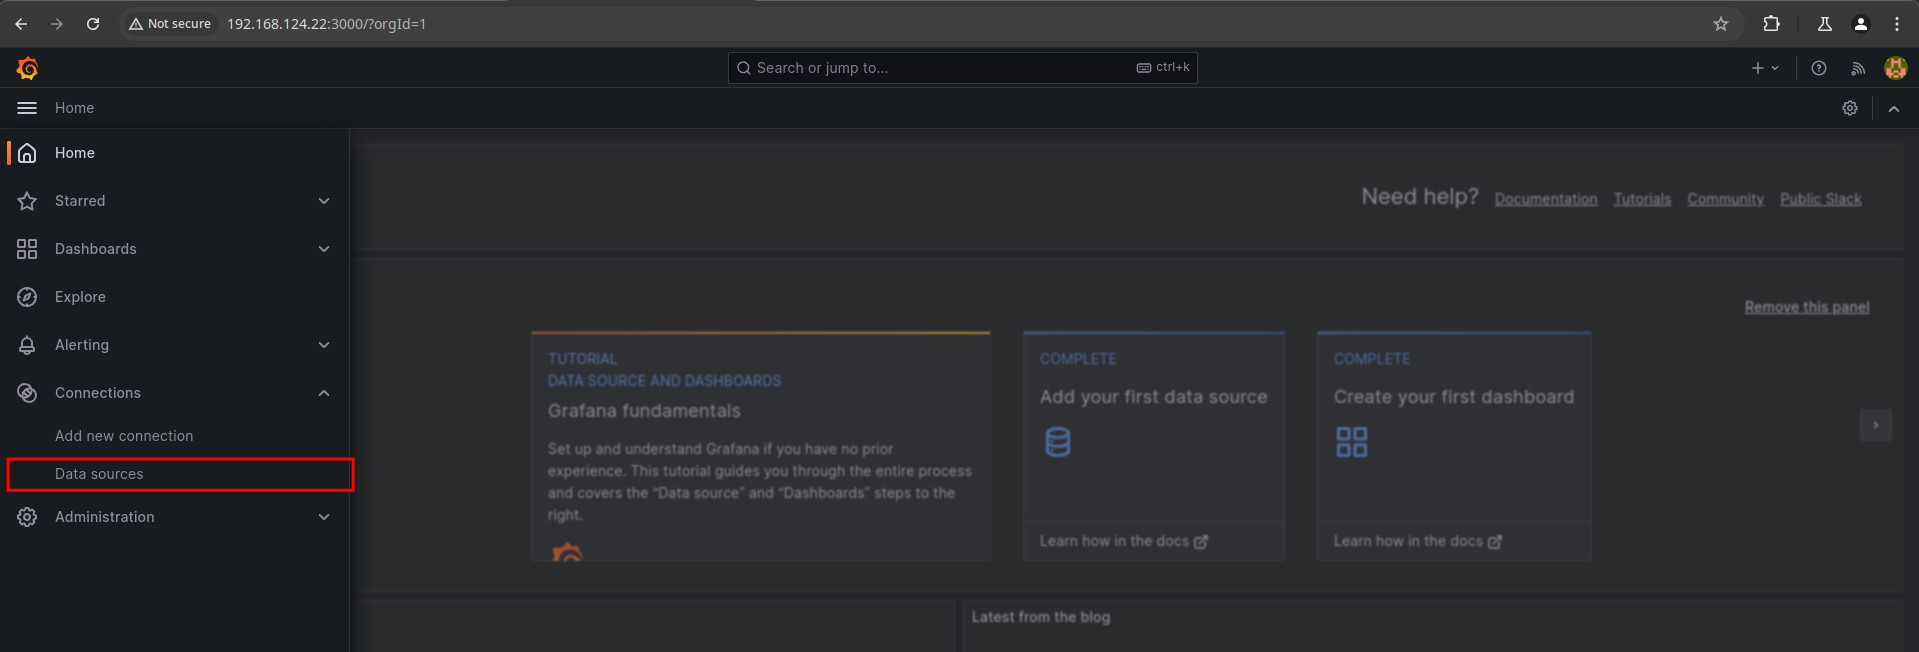 Not secure 192.168.124.22:3000/?orgId=1
Search or jump to... ctrl+k
Home
Home
Starred
Dashboards
Explore
Alerting
Connections
Add new connection
Data sources
Administration
Need help? Documentation Tutorials Community Public Slack
Remove this panel
TUTORIAL
DATA SOURCE AND DASHBOARDS
Grafana fundamentals
Set up and understand Grafana if you have no prior
experience. This tutorial guides you through the entire process
and covers the “Data source” and “Dashboards” steps to the
right.
COMPLETE
Add your first data source
Learn how in the docs
COMPLETE
Create your first dashboard
Learn how in the docs
Latest from the blog